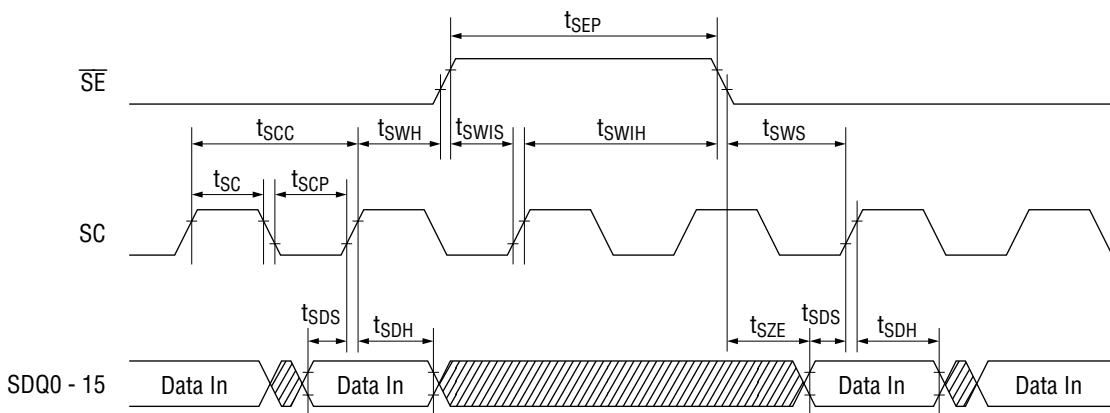 tSEP
SE
tSCC tSWH tSWIS tSWIH tSWS
tSC tSCP
SC
tSDS tSDH tSZE tSDS tSDH
SDQ0 - 15 Data In Data In Data In Data In